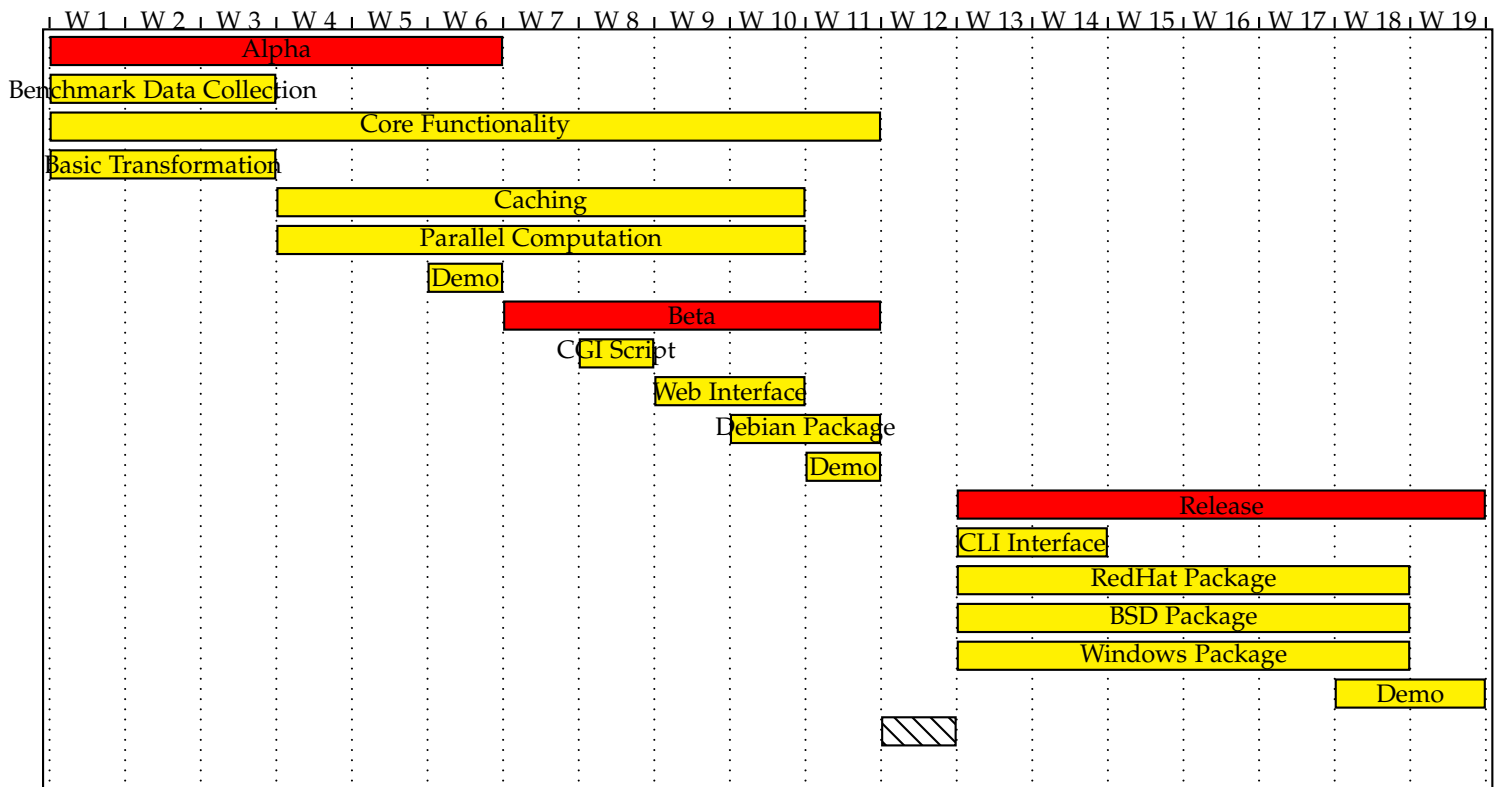 W 1 W 2 W 3 W 4 W 5 W 6 W 7 W 8 W 9 W 10 W 11 W 12 W 13 W 14 W 15 W 16 W 17 W 18 W 19
Alpha
Benchmark Data Collection
Core Functionality
Basic Transformation
Caching
Parallel Computation
Demo
Beta
CGI Script
Web Interface
Debian Package
Demo
Release
CLI Interface
RedHat Package
BSD Package
Windows Package
Demo